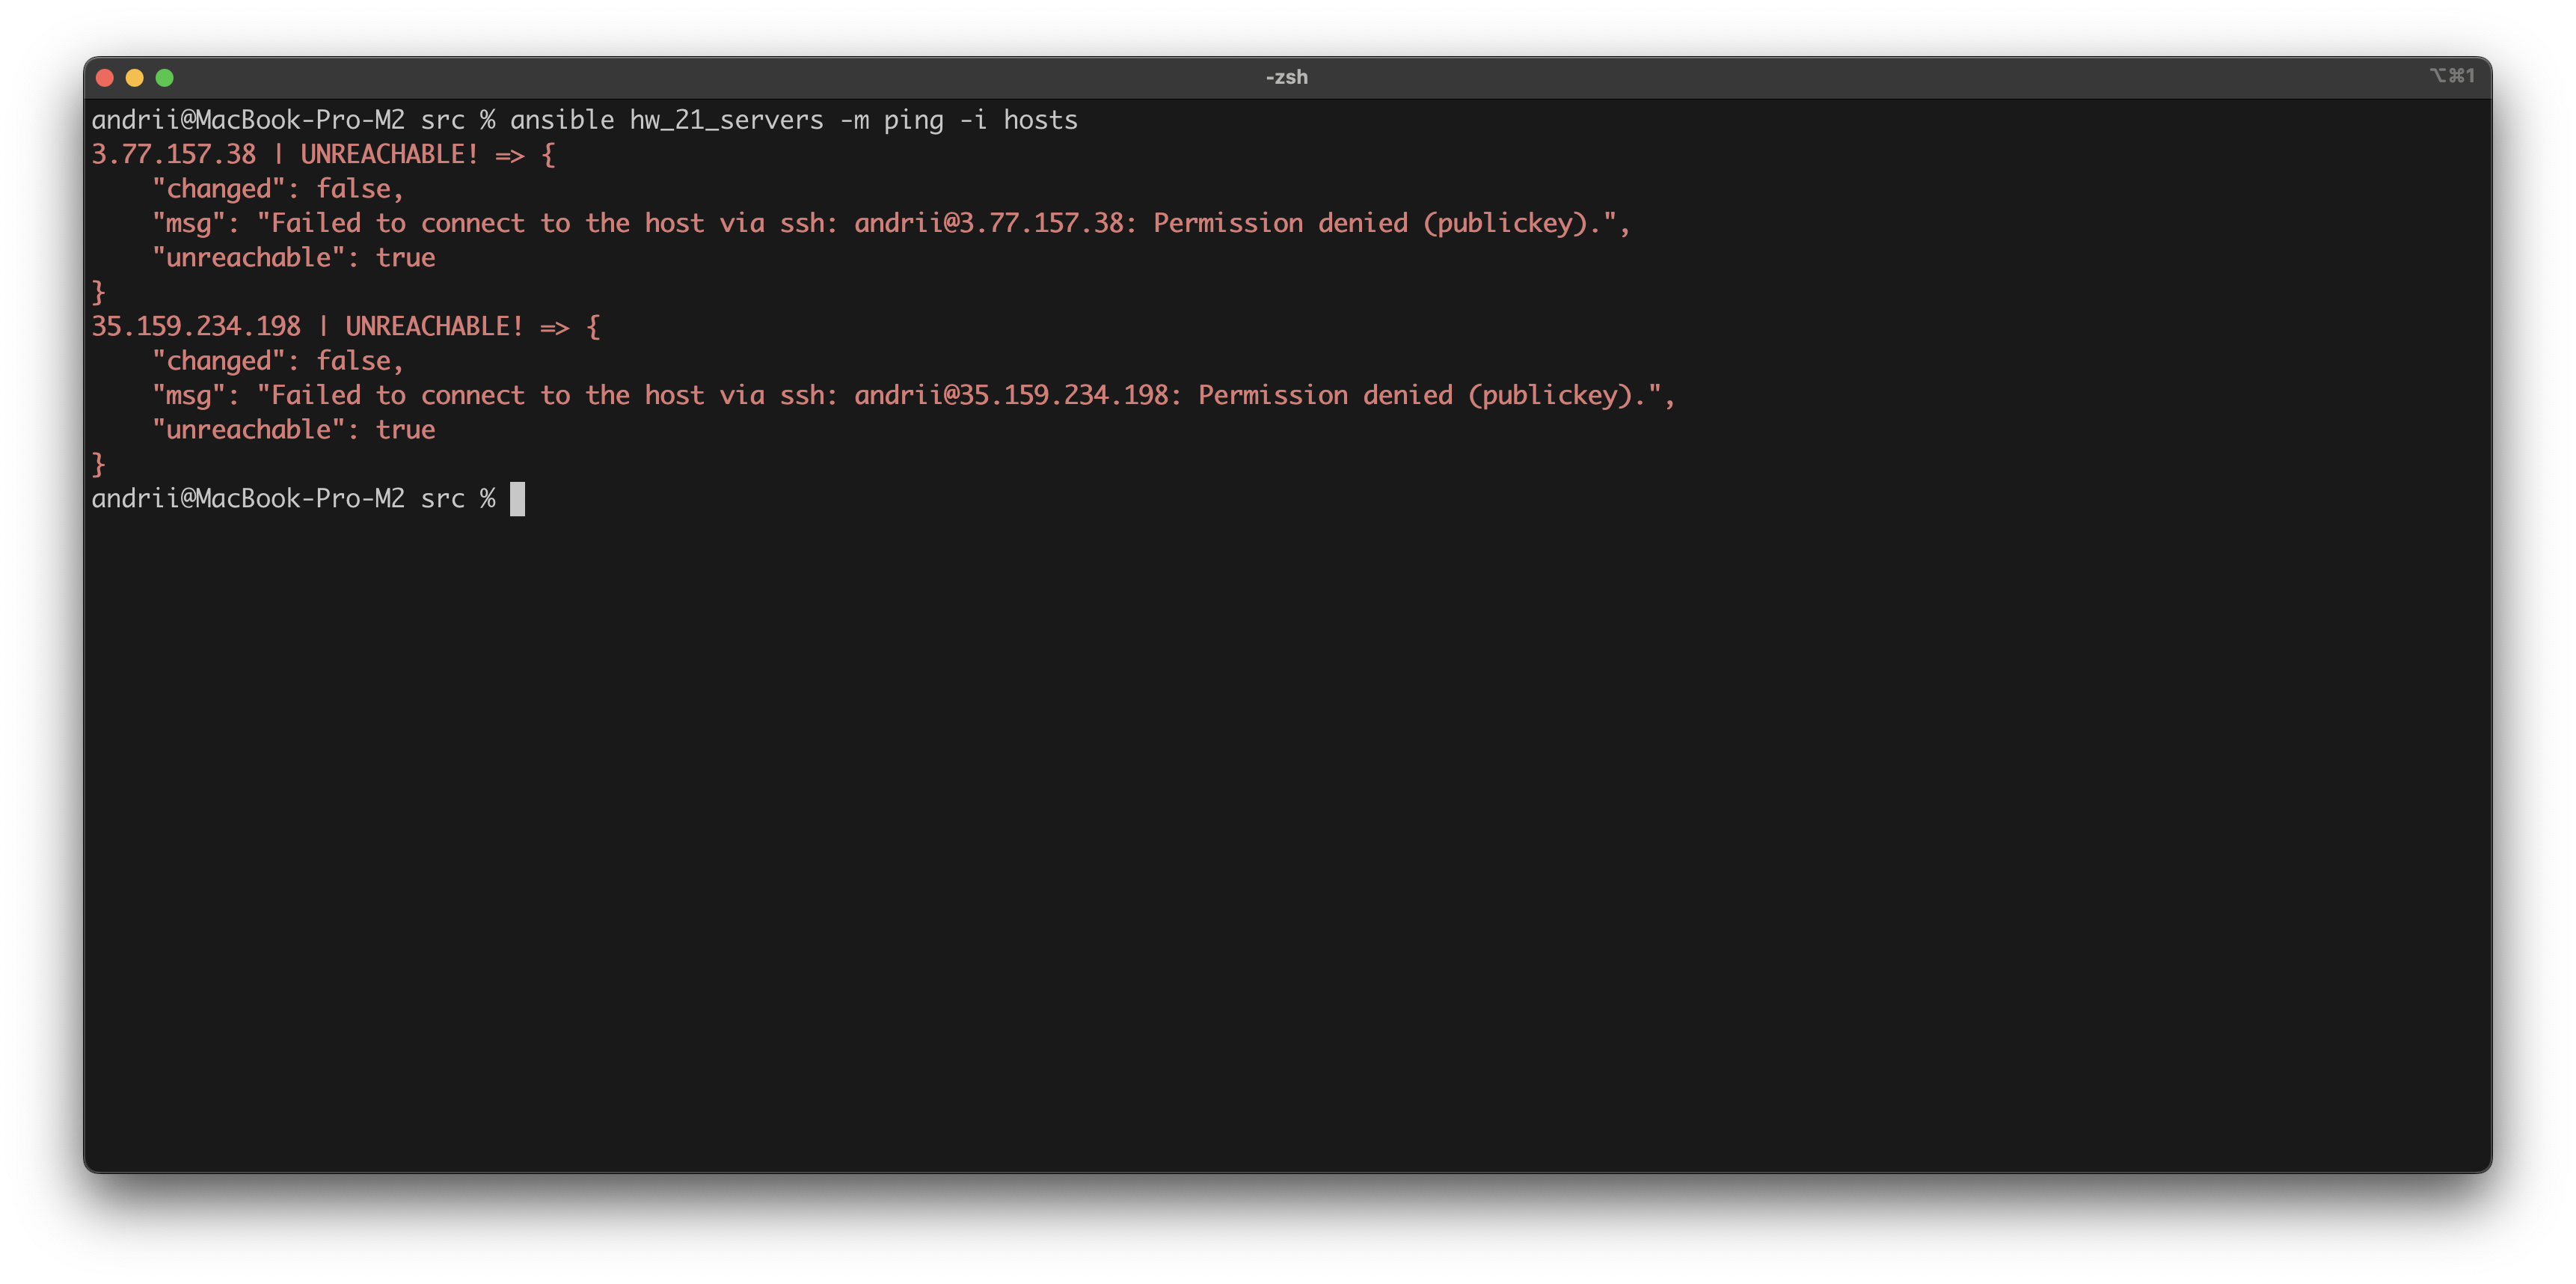 -zsh
⌥⌘1
andrii@MacBook-Pro-M2 src % ansible hw_21_servers -m ping -i hosts
3.77.157.38 | UNREACHABLE! => {
    "changed": false,
    "msg": "Failed to connect to the host via ssh: andrii@3.77.157.38: Permission denied (publickey).",
    "unreachable": true
}
35.159.234.198 | UNREACHABLE! => {
    "changed": false,
    "msg": "Failed to connect to the host via ssh: andrii@35.159.234.198: Permission denied (publickey).",
    "unreachable": true
}
andrii@MacBook-Pro-M2 src %